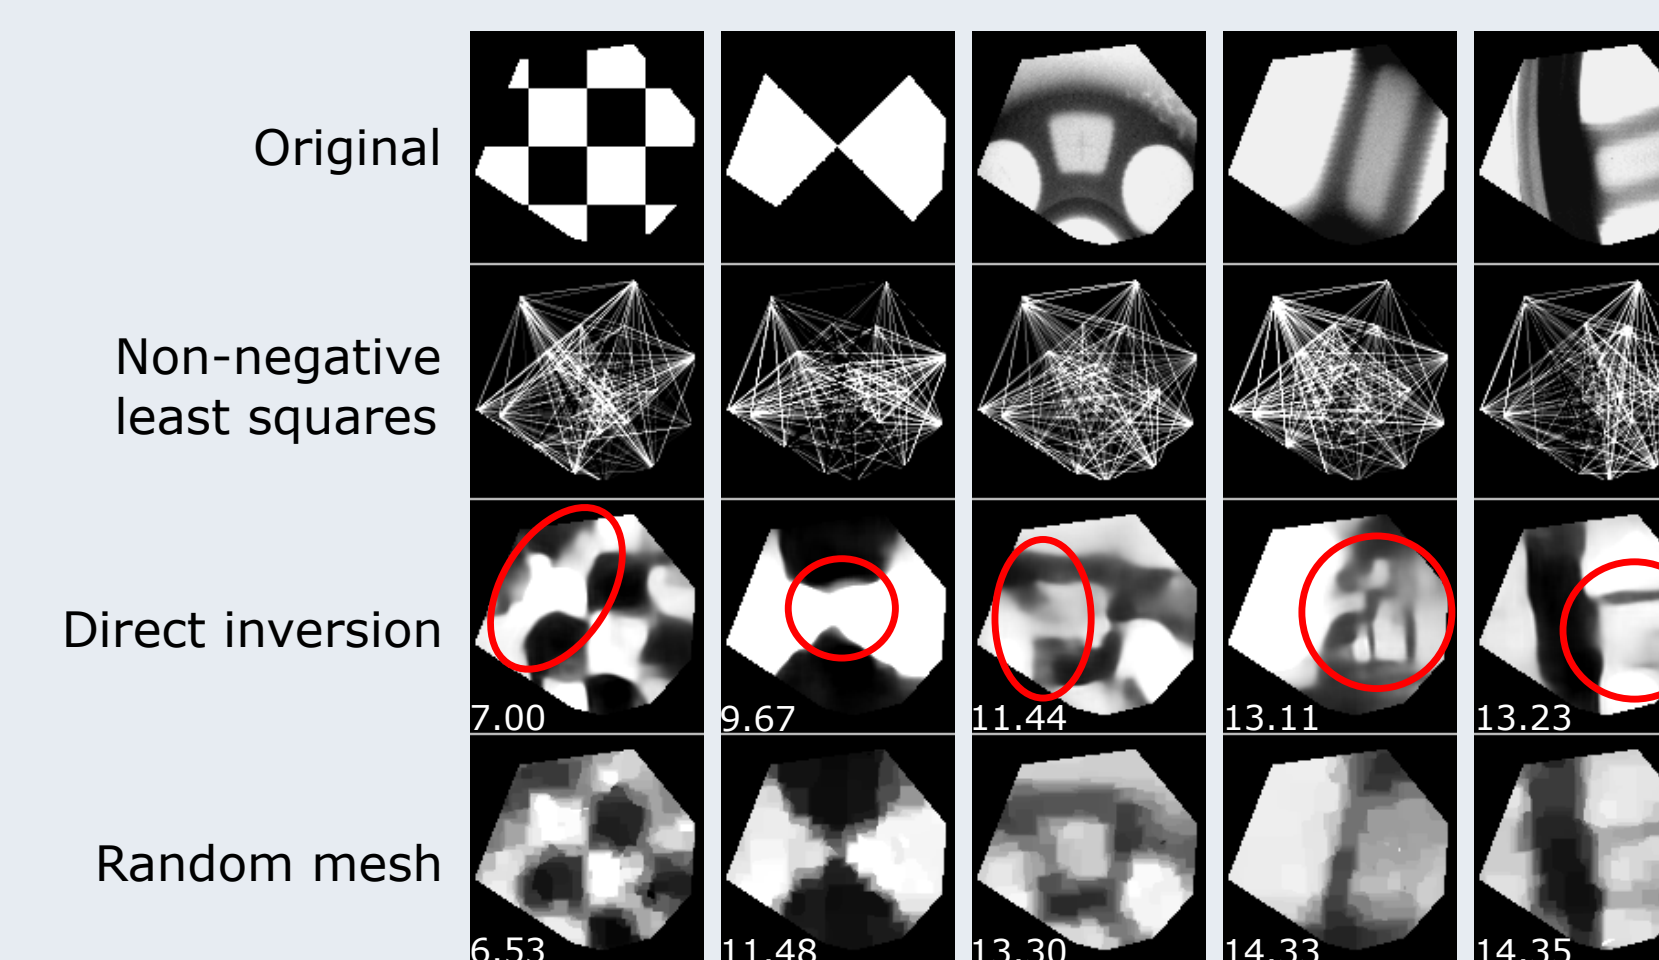 Original
Non-negative
least squares
Direct inversion
7.00 9.67 11.44 13.11 13.23
Random mesh
6.53 11.48 13.30 14.33 14.35